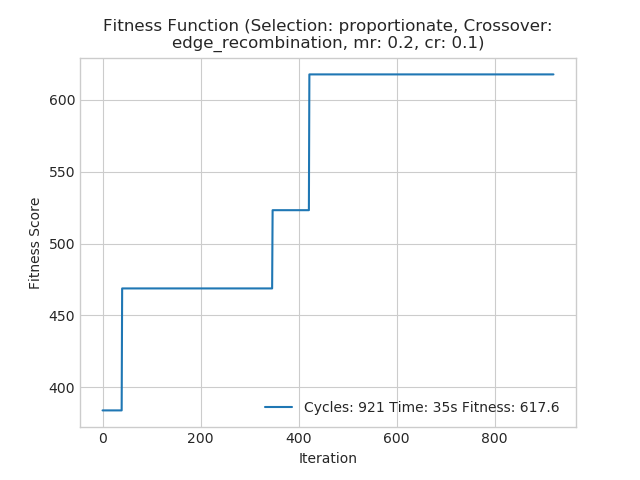 Fitness Function (Selection: proportionate, Crossover:
edge_recombination, mr: 0.2, cr: 0.1)
Fitness Score
600
550
500
450
400
Cycles: 921 Time: 35s Fitness: 617.6
0 200 400 600 800
Iteration